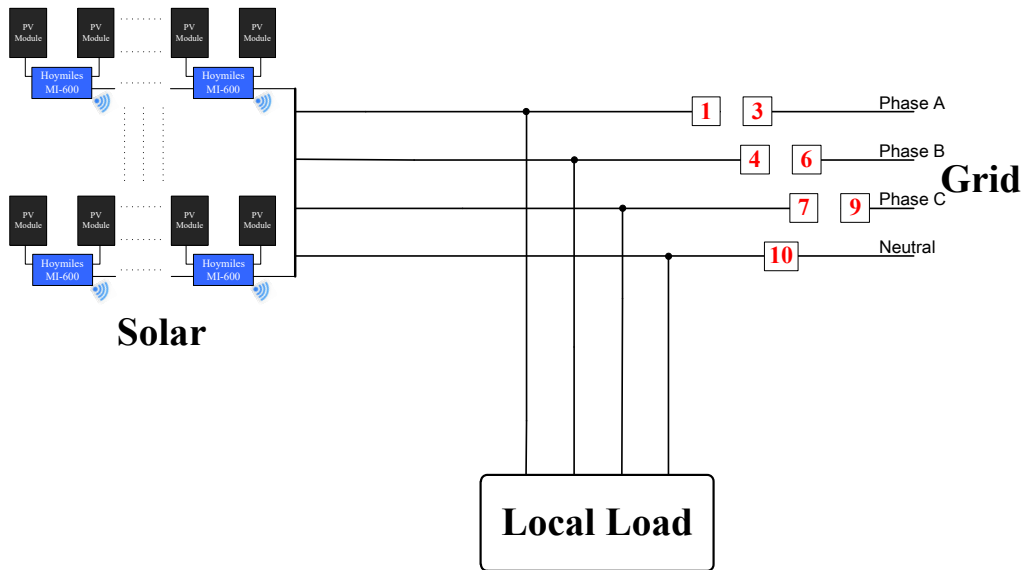 PV
Module
PV
Module
PV
Module
PV
Module
Hoymiles
MI-600
Hoymiles
MI-600
1
3
Phase A
4
6
Phase B
7
9
Phase C
Grid
10
Neutral
PV
Module
PV
Module
PV
Module
PV
Module
Hoymiles
MI-600
Hoymiles
MI-600
Solar
Local Load